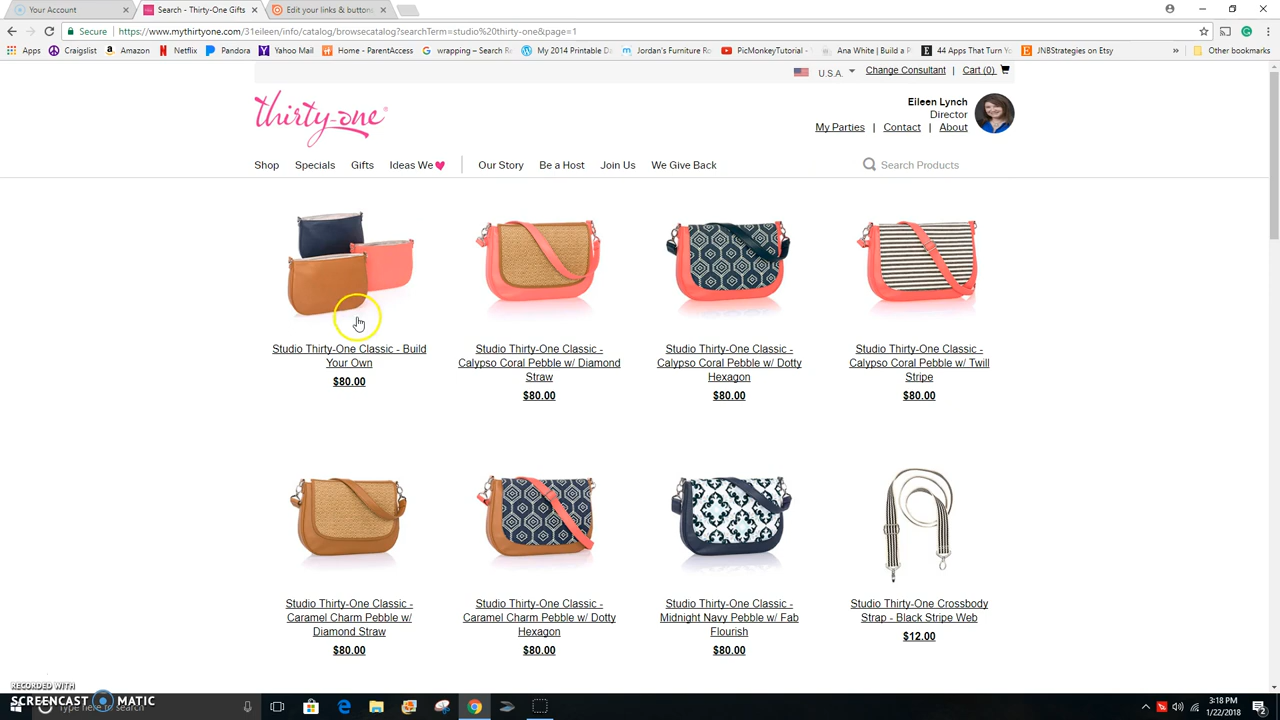 Your Account
Search - Thirty-One Gifts
Edit your links & button
Secure
https://www.mythirtyone.com/31eileen/info/catalog/browsecatalog?searchTerm=studio%20thirty-one&page=1
Apps
Craigslist
Amazon
Netflix
Pandora
Yahoo Mail
Home - ParentAccess
wrapping – Search R
My 2014 Printable D
Jordan's Furniture Ro
PicMonkeyTutorial -
Ana White | Build a P
44 Apps That Turn Y
JNBStrategies on Etsy
»
Other bookmarks
U.S.A.
Change Consultant | Cart (0)
thirty-one®
Eileen Lynch
Director
My Parties | Contact | About
Shop Specials Gifts Ideas We Our Story Be a Host Join Us We Give Back
Search Products
Studio Thirty-One Classic - Build
Your Own
$80.00
Studio Thirty-One Classic -
Calypso Coral Pebble w/ Diamond
Straw
$80.00
Studio Thirty-One Classic -
Calypso Coral Pebble w/ Dotty
Hexagon
$80.00
Studio Thirty-One Classic -
Calypso Coral Pebble w/ Twill
Stripe
$80.00
Studio Thirty-One Classic -
Caramel Charm Pebble w/
Diamond Straw
$80.00
Studio Thirty-One Classic -
Caramel Charm Pebble w/ Dotty
Hexagon
$80.00
Studio Thirty-One Classic -
Midnight Navy Pebble w/ Fab
Flourish
$80.00
Studio Thirty-One Crossbody
Strap - Black Stripe Web
$12.00
RECORDED WITH
SCREENCAST MATIC
Type here to search
3:18 PM
1/22/2018
2